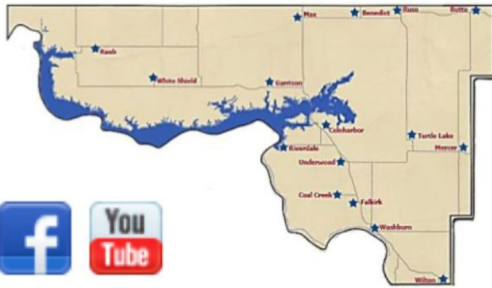 Max
Benedict
Ruso
Butte
Raub
White Shield
Garrison
Coleharbor
Turtle Lake
Mercer
Riverdale
Underwood
Coal Creek
Falkirk
Washburn
Wilton
f
You
Tube